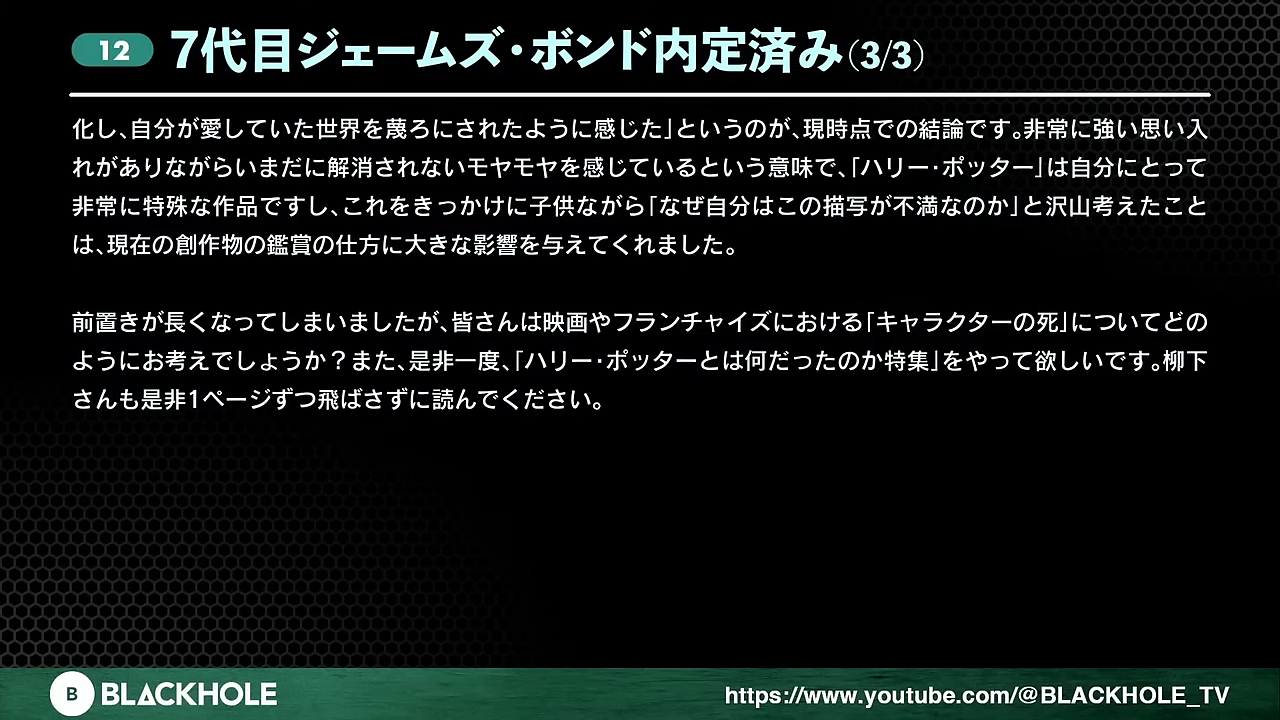 12 7代目ジェームズ・ボンド内定済み(3/3)
化し、自分が愛していた世界を蔑ろにされたように感じた」というのが、現時点での結論です。非常に強い思い入
れがありながらいまだに解消されないモヤモヤを感じているという意味で、「ハリー・ポッター」は自分にとって
非常に特殊な作品ですし、これをきっかけに子供ながら「なぜ自分はこの描写が不満なのか」と沢山考えたこと
は、現在の創作物の鑑賞の仕方に大きな影響を与えてくれました。
前置きが長くなってしまいましたが、皆さんは映画やフランチャイズにおける「キャラクターの死」についてどの
ようにお考えでしょうか？また、是非一度、「ハリー・ポッターとは何だったのか特集」をやって欲しいです。柳下
さんも是非1ページずつ飛ばさずに読んでください。
B BLACKHOLE
https://www.youtube.com/@BLACKHOLE_TV